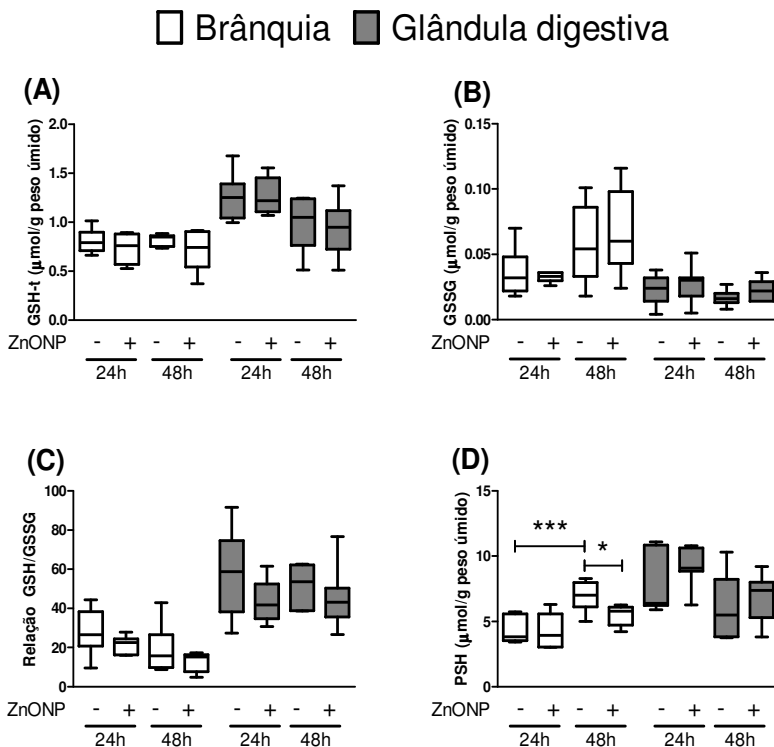 Brânquia Glândula digestiva
(A)
GSH-t (µmol/g peso úmido)
2.0
1.5
1.0
0.5
0.0
ZnONP - + - + - + - +
24h 48h 24h 48h
(B)
GSSG (µmol/g peso úmido)
0.15
0.10
0.05
0.00
ZnONP - + - + - + - +
24h 48h 24h 48h
(C)
Relação GSH/GSSG
100
80
60
40
20
0
ZnONP - + - + - + - +
24h 48h 24h 48h
(D)
PSH (µmol/g peso úmido)
15
10
5
0
***
*
ZnONP - + - + - + - +
24h 48h 24h 48h